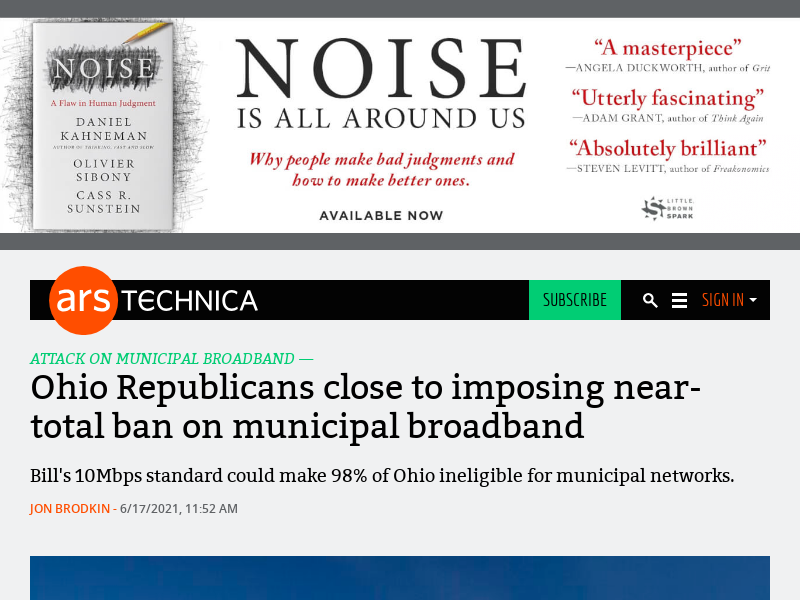 NOISE
A Flaw in Human Judgment
DANIEL
KAHNEMAN
AUTHOR OF THINKING, FAST AND SLOW
OLIVIER
SIBONY
CASS R.
SUNSTEIN
NOISE
IS ALL AROUND US
Why people make bad judgments and
how to make better ones.
AVAILABLE NOW
“A masterpiece”
—ANGELA DUCKWORTH, author of Grit
“Utterly fascinating”
—ADAM GRANT, author of Think Again
“Absolutely brilliant”
—STEVEN LEVITT, author of Freakonomics
LITTLE
BROWN
SPARK
ars TECHNICA
SUBSCRIBE
SIGN IN
ATTACK ON MUNICIPAL BROADBAND —
Ohio Republicans close to imposing near-
total ban on municipal broadband
Bill's 10Mbps standard could make 98% of Ohio ineligible for municipal networks.
JON BRODKIN - 6/17/2021, 11:52 AM